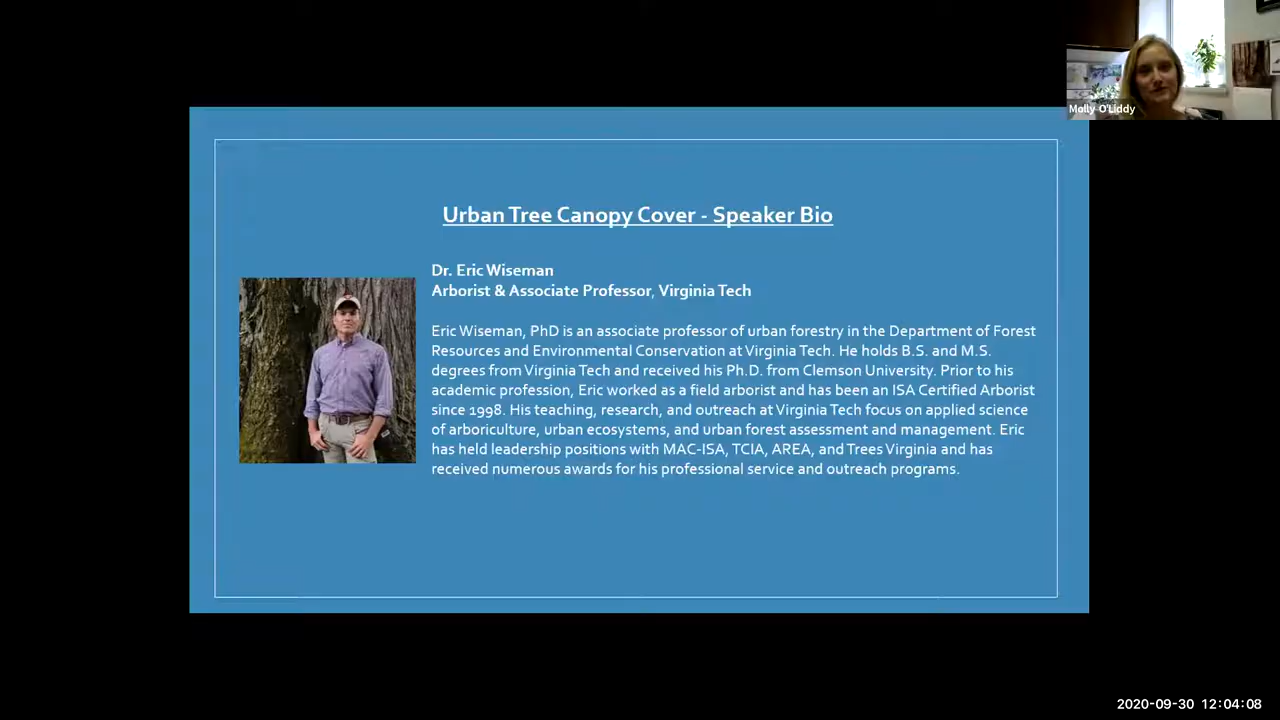 Molly O'Liddy
Urban Tree Canopy Cover - Speaker Bio
Dr. Eric Wiseman
Arborist & Associate Professor, Virginia Tech
Eric Wiseman, PhD is an associate professor of urban forestry in the Department of Forest
Resources and Environmental Conservation at Virginia Tech. He holds B.S. and M.S.
degrees from Virginia Tech and received his Ph.D. from Clemson University. Prior to his
academic profession, Eric worked as a field arborist and has been an ISA Certified Arborist
since 1998. His teaching, research, and outreach at Virginia Tech focus on applied science
of arboriculture, urban ecosystems, and urban forest assessment and management. Eric
has held leadership positions with MAC-ISA, TCIA, AREA, and Trees Virginia and has
received numerous awards for his professional service and outreach programs.
2020-09-30 12:04:08